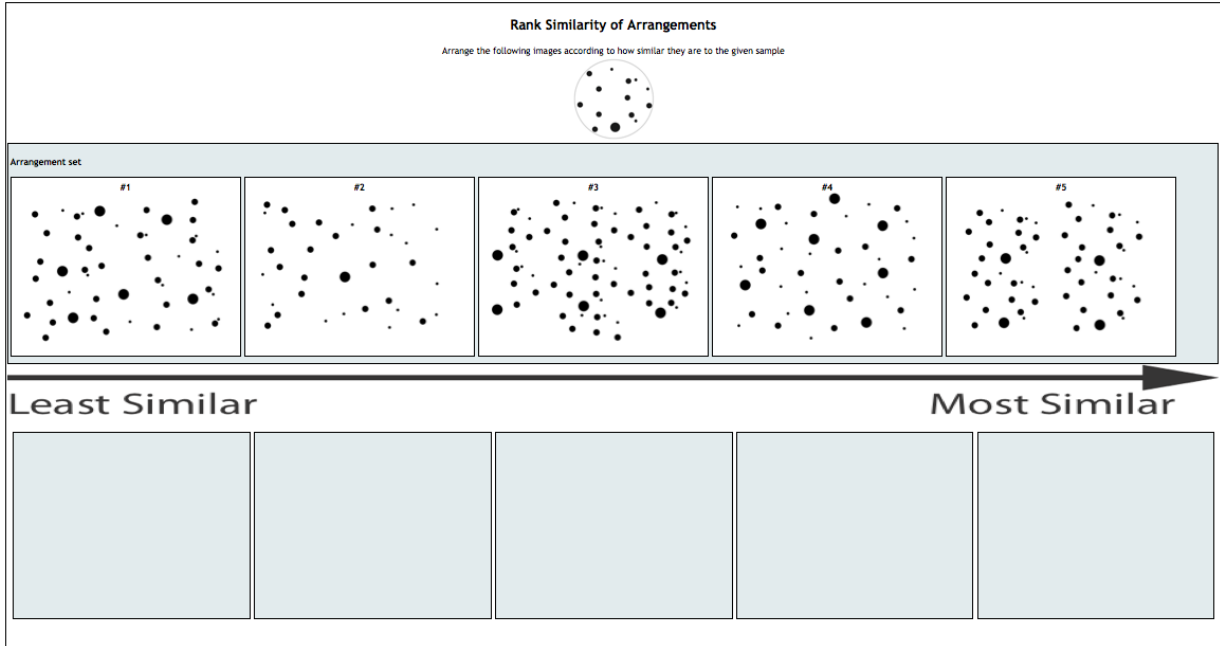 Rank Similarity of Arrangements
Arrange the following images according to how similar they are to the given sample
Arrangement set
#1 #2 #3 #4 #5
Least Similar Most Similar